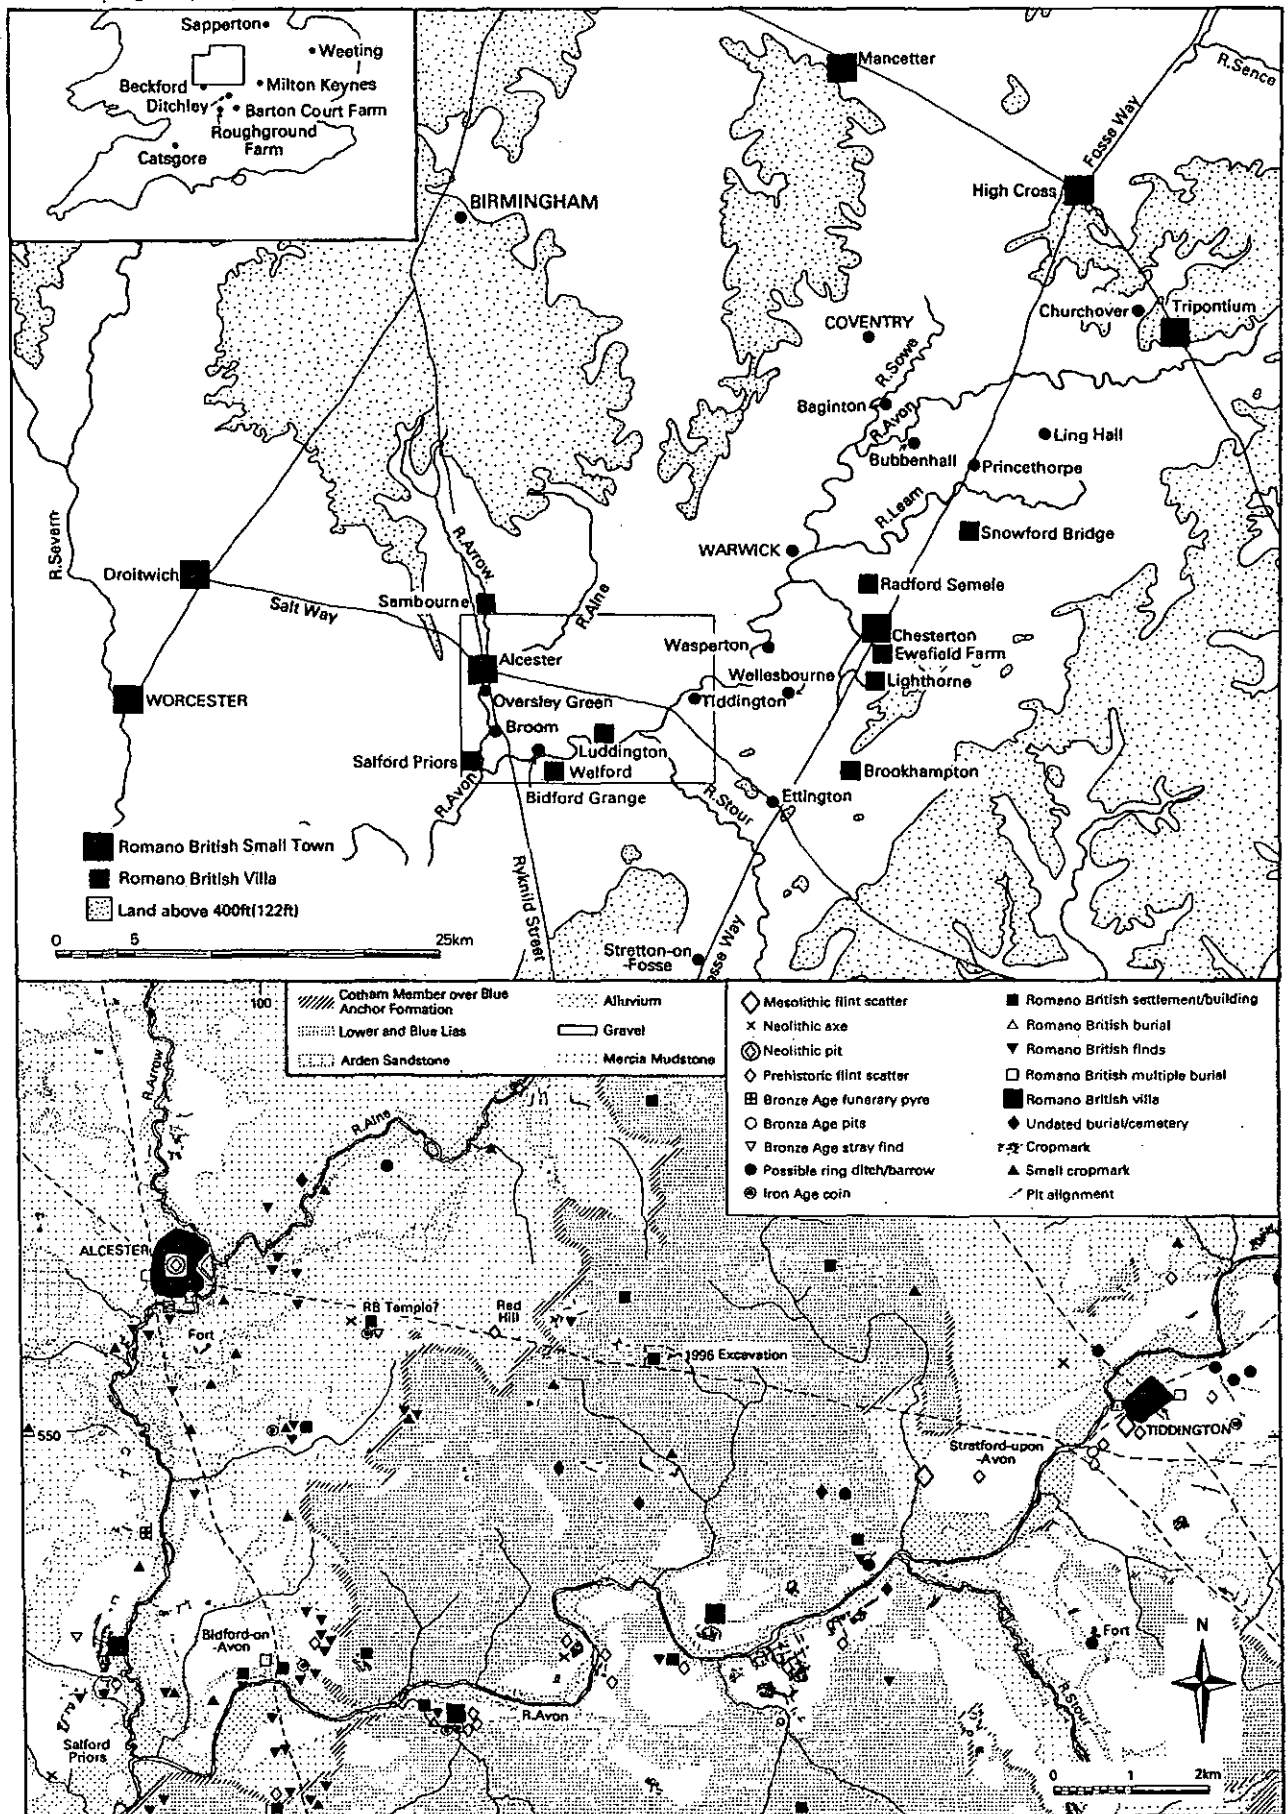 Sapperton
Weeting
Beckford
Milton Keynes
Ditchley
Barton Court Farm
Roughground
Farm
Catsgore
Mancetter
R.Sence
Fosse Way
High Cross
BIRMINGHAM
Churchover
Tripontium
COVENTRY
R.Sowe
Baginton
R.Avon
Bubbenhall
Ling Hall
Princethorpe
R.Leam
Snowford Bridge
WARWICK
R.Severn
R.Arrow
Droitwich
Salt Way
Sambourne
R.Alne
Radford Semele
Chesterton
Ewefield Farm
Wasperton
Alcester
Wellesbourne
Lighthorne
WORCESTER
Oversley Green
Tiddington
Broom
Luddington
Salford Priors
Welford
Brookhampton
R.Avon
Bidford Grange
R.Stour
Ettington
Romano British Small Town
Romano British Villa
Land above 400ft(122ft)
0 5 25km
Ryknild Street
Stretton-on
-Fosse
osse Way
100
Cotham Member over Blue
Anchor Formation
Alluvium
Lower and Blue Lias
Gravel
Arden Sandstone
Mercia Mudstone
Mesolithic flint scatter
Neolithic axe
Neolithic pit
Prehistoric flint scatter
Bronze Age funerary pyre
Bronze Age pits
Bronze Age stray find
Possible ring ditch/barrow
Iron Age coin
Romano British settlement/building
Romano British burial
Romano British finds
Romano British multiple burial
Romano British villa
Undated burial/cemetery
Cropmark
Small cropmark
Pit alignment
R.Arrow
R.Alne
ALCESTER
RB Temple?
Red
Hill
Fort
1996 Excavation
550
Stratford-upon
-Avon
TIDDINGTON
Bidford-on
-Avon
Fort
N
R.Avon
R.Stour
Salford
Priors
0 1 2km